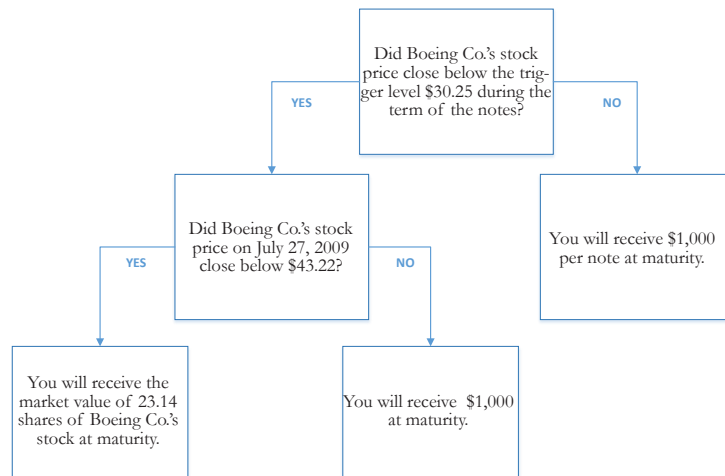 Did Boeing Co.'s stock
price close below the trig-
ger level $30.25 during the
term of the notes?
YES
NO
Did Boeing Co.'s stock
price on July 27, 2009
close below $43.22?
You will receive $1,000
per note at maturity.
YES
NO
You will receive the
market value of 23.14
shares of Boeing Co.'s
stock at maturity.
You will receive $1,000
at maturity.